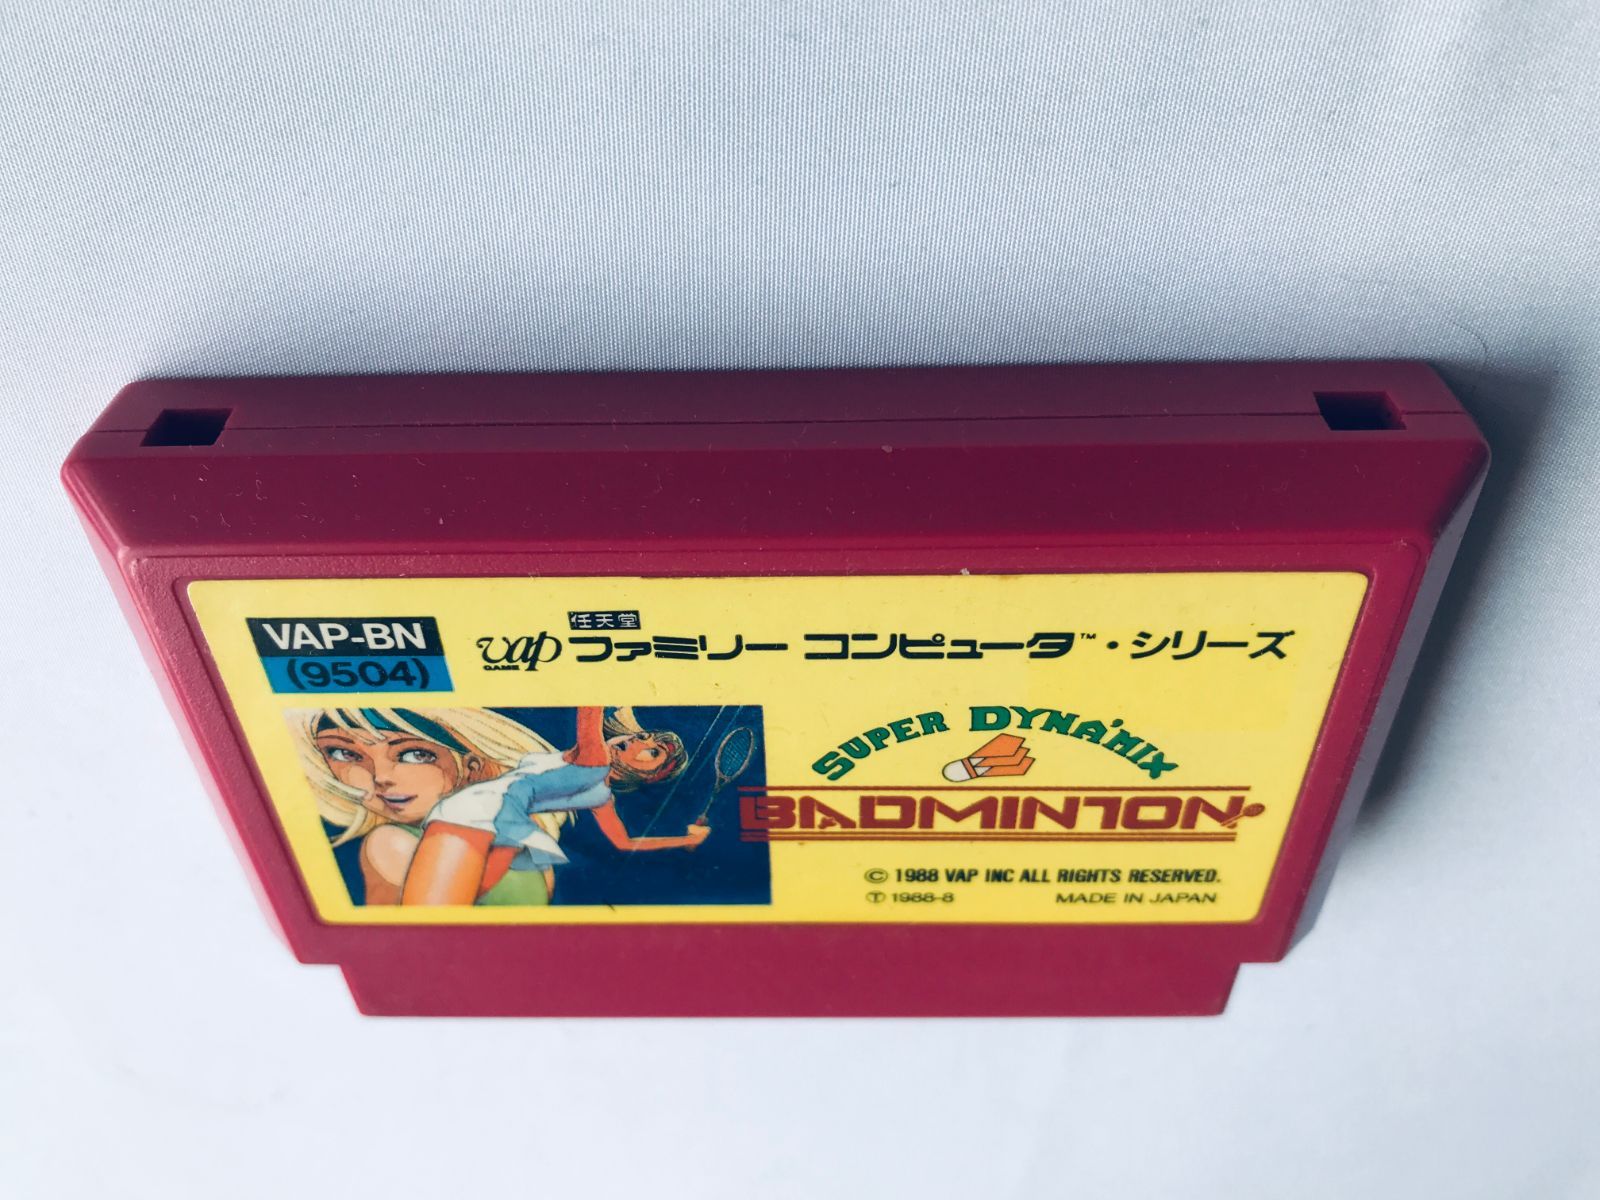 VAP-BN
(9504)
任天堂
vap ファミリー コンピュータ™・シリーズ
GAME
SUPER DYNA'MIX
BADMINTON
© 1988 VAP INC ALL RIGHTS RESERVED.
Ⓣ 1988-8 MADE IN JAPAN